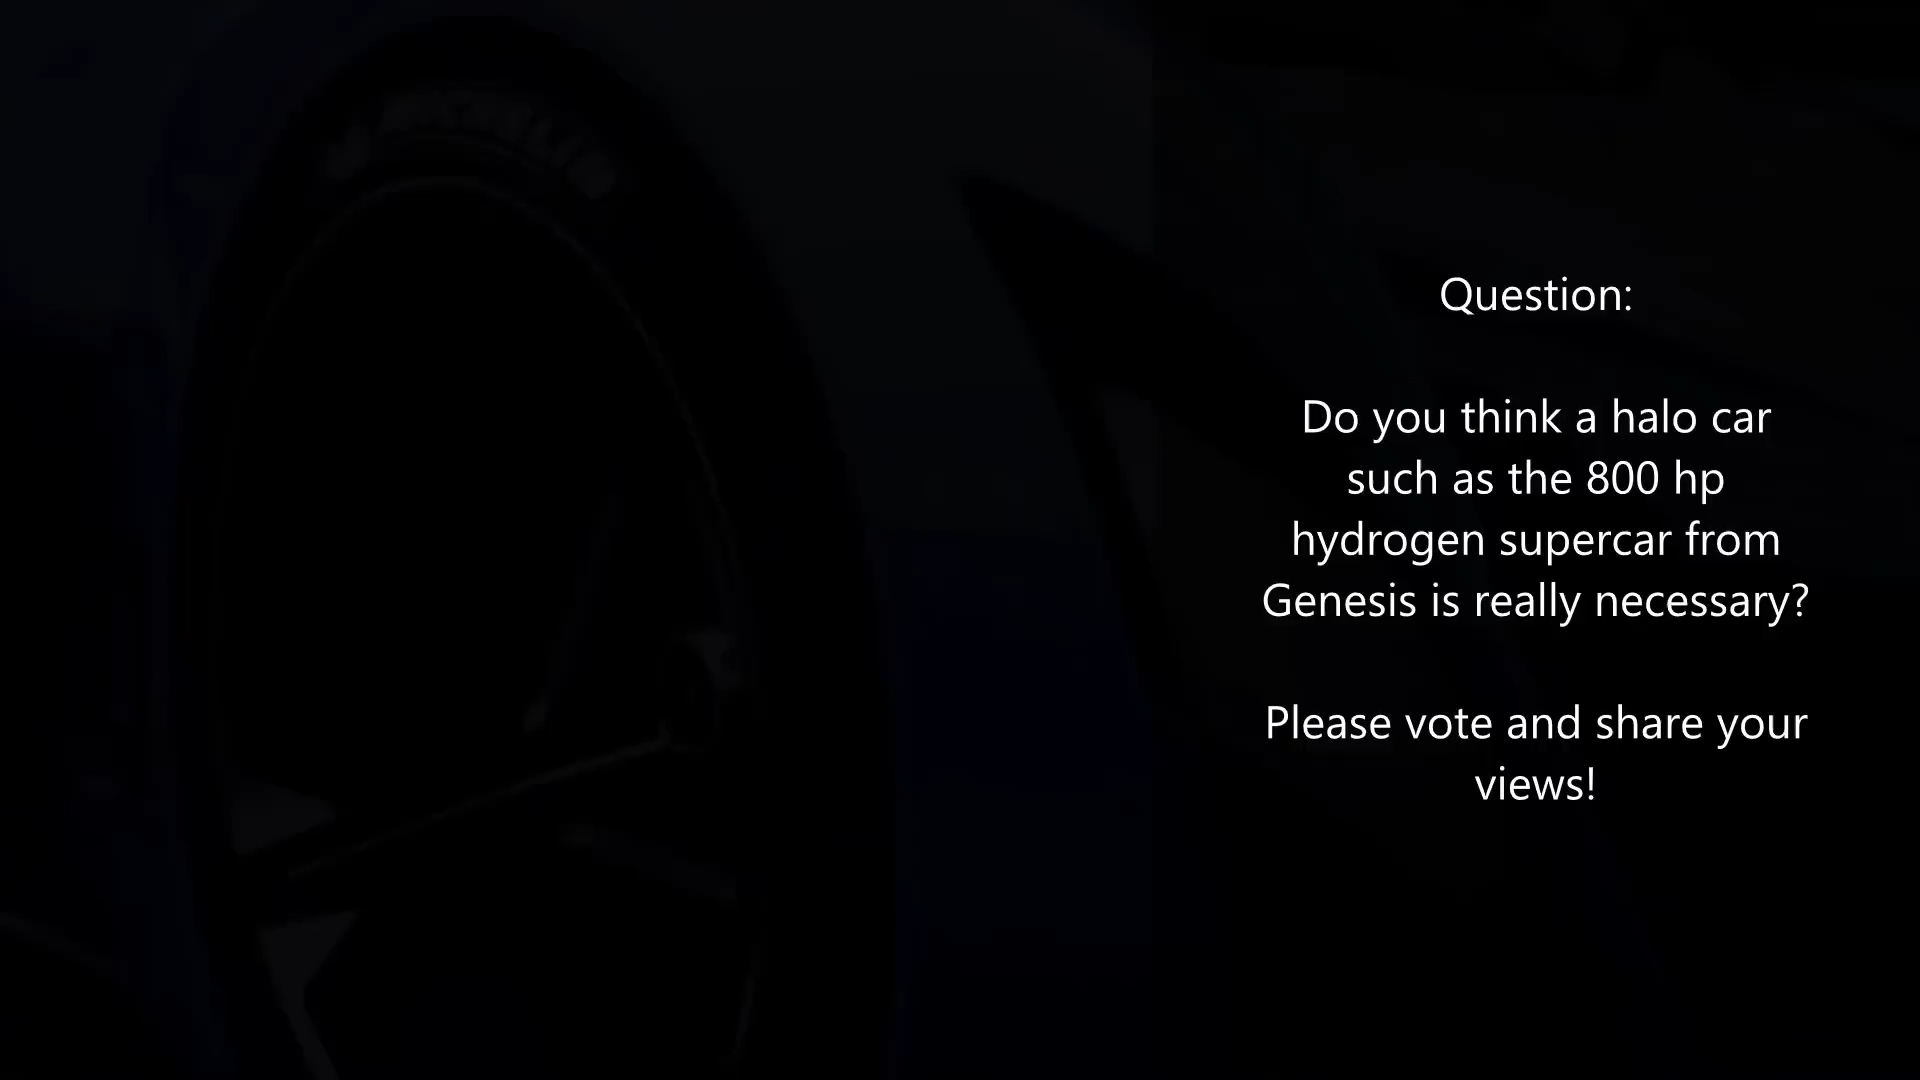 Question:
Do you think a halo car
such as the 800 hp
hydrogen supercar from
Genesis is really necessary?
Please vote and share your
views!